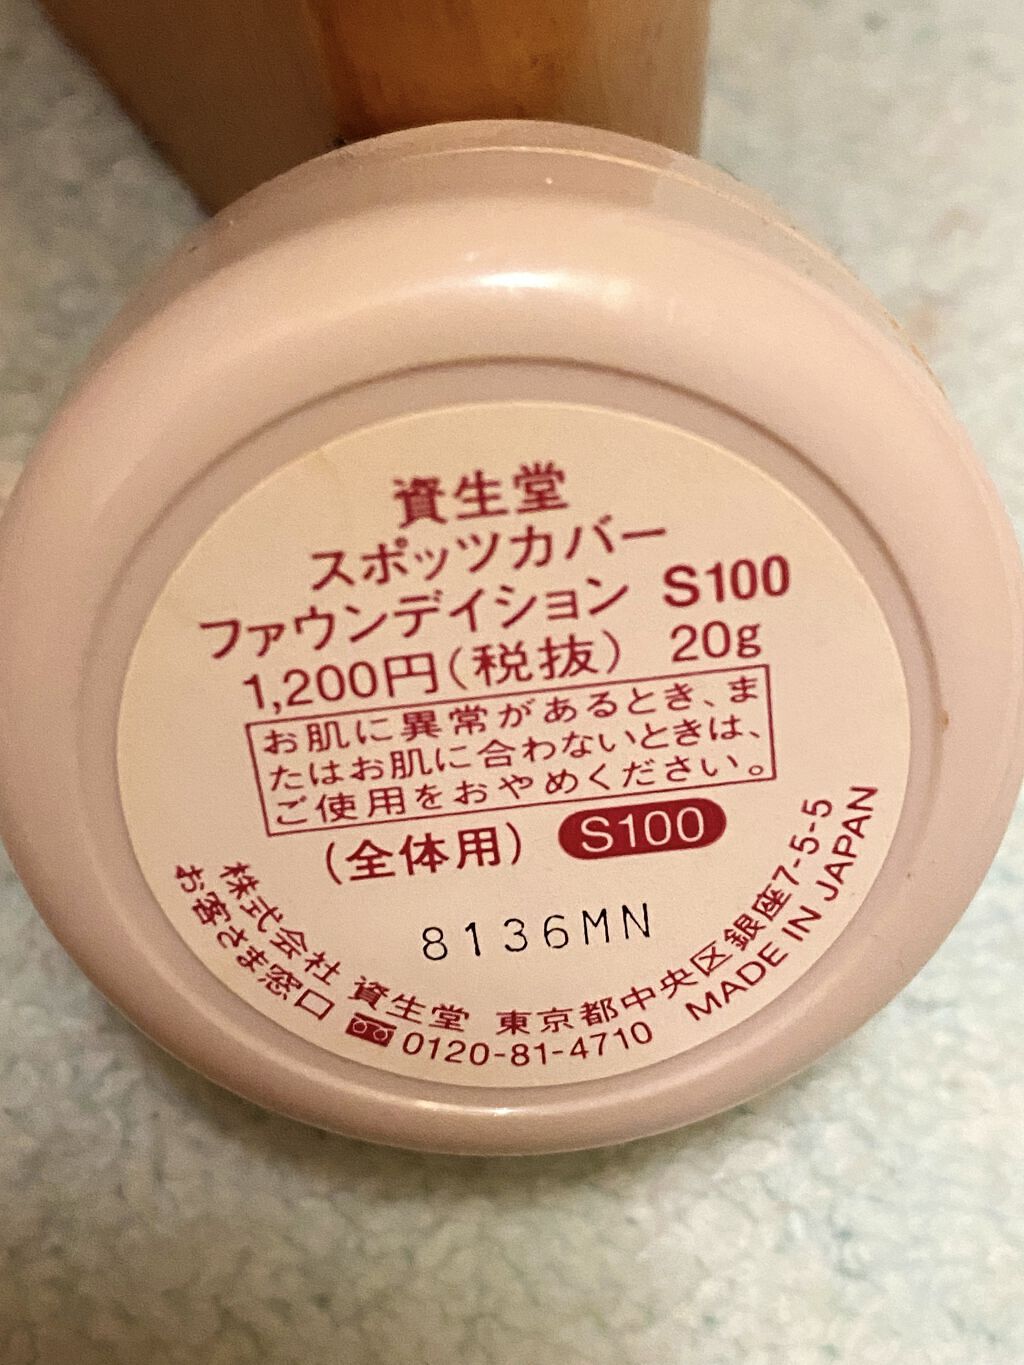 資生堂
スポッツカバー
ファウンデイション S100
1,200円(税抜) 20g
お肌に異常があるとき、ま
たはお肌に合わないときは、
ご使用をおやめください。
(全体用) S100
8136MN
株式会社 資生堂 東京都中央区銀座7-5-5
お客さま窓口 0120-81-4710 MADE IN JAPAN